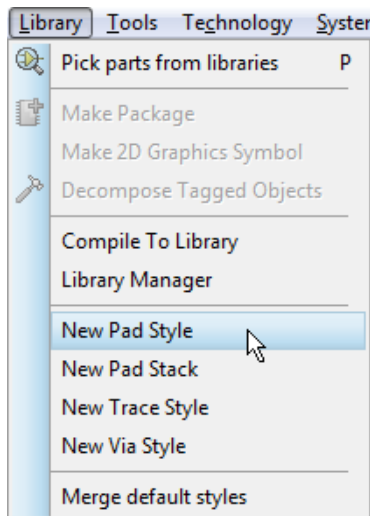 Library Tools Technology System
Pick parts from libraries P
Make Package
Make 2D Graphics Symbol
Decompose Tagged Objects
Compile To Library
Library Manager
New Pad Style
New Pad Stack
New Trace Style
New Via Style
Merge default styles